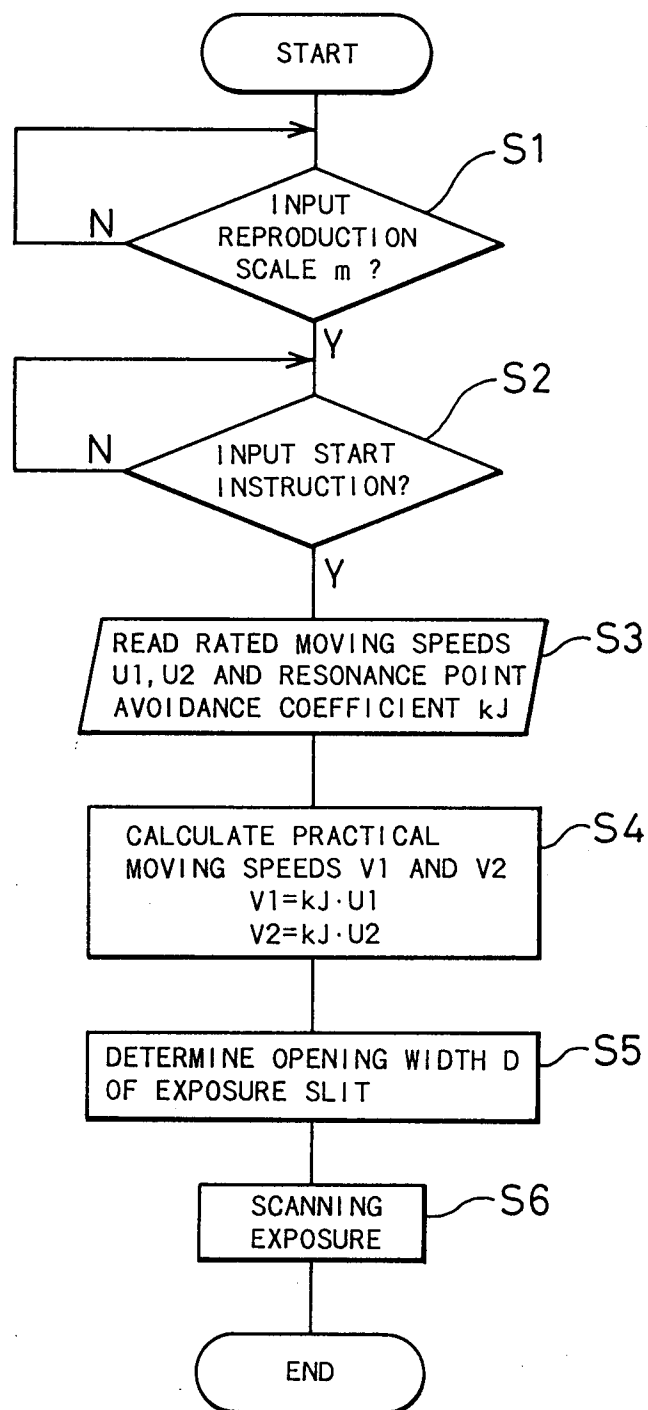 START
S1
INPUT
REPRODUCTION
SCALE m ?
N
Y
S2
INPUT START
INSTRUCTION?
N
Y
READ RATED MOVING SPEEDS
U1,U2 AND RESONANCE POINT
AVOIDANCE COEFFICIENT kJ
S3
CALCULATE PRACTICAL
MOVING SPEEDS V1 AND V2
V1=kJ·U1
V2=kJ·U2
S4
DETERMINE OPENING WIDTH D
OF EXPOSURE SLIT
S5
SCANNING
EXPOSURE
S6
END